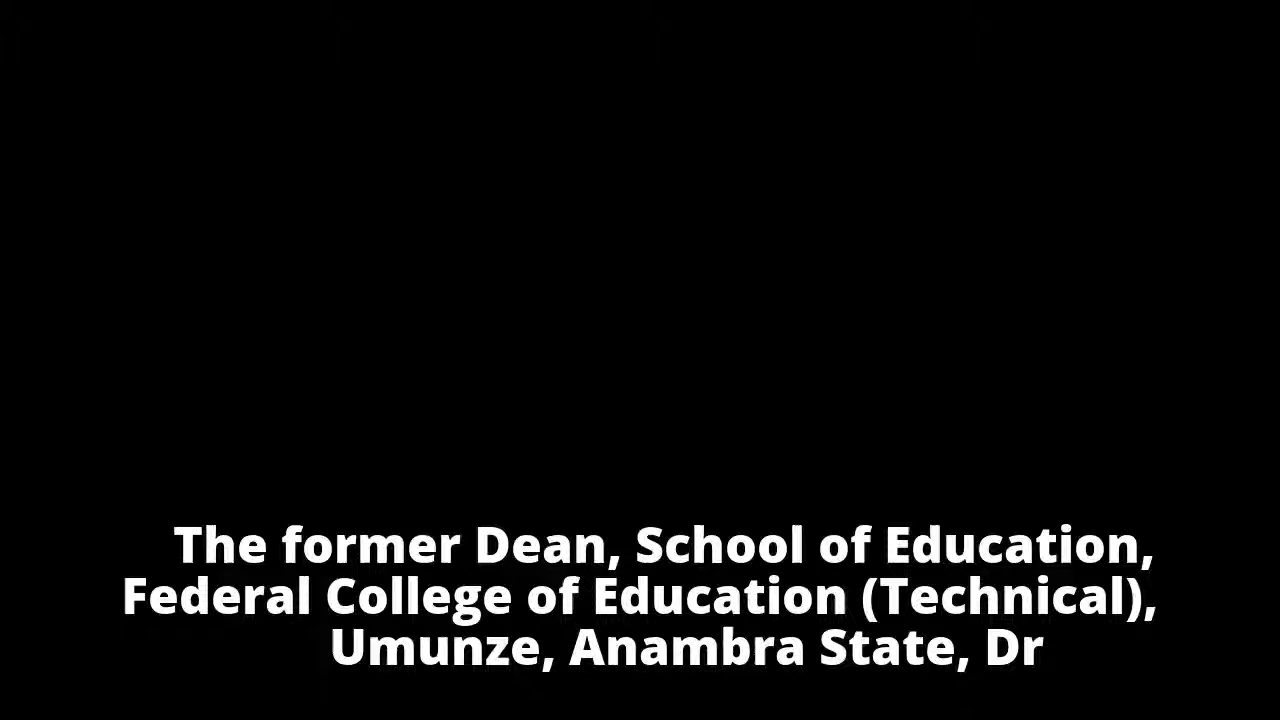 The former Dean, School of Education,
Federal College of Education (Technical),
Umunze, Anambra State, Dr